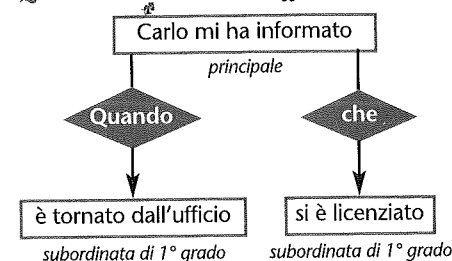 Carlo mi ha informato
principale
Quando
che
è tornato dall'ufficio
si è licenziato
subordinata di 1° grado
subordinata di 1° grado